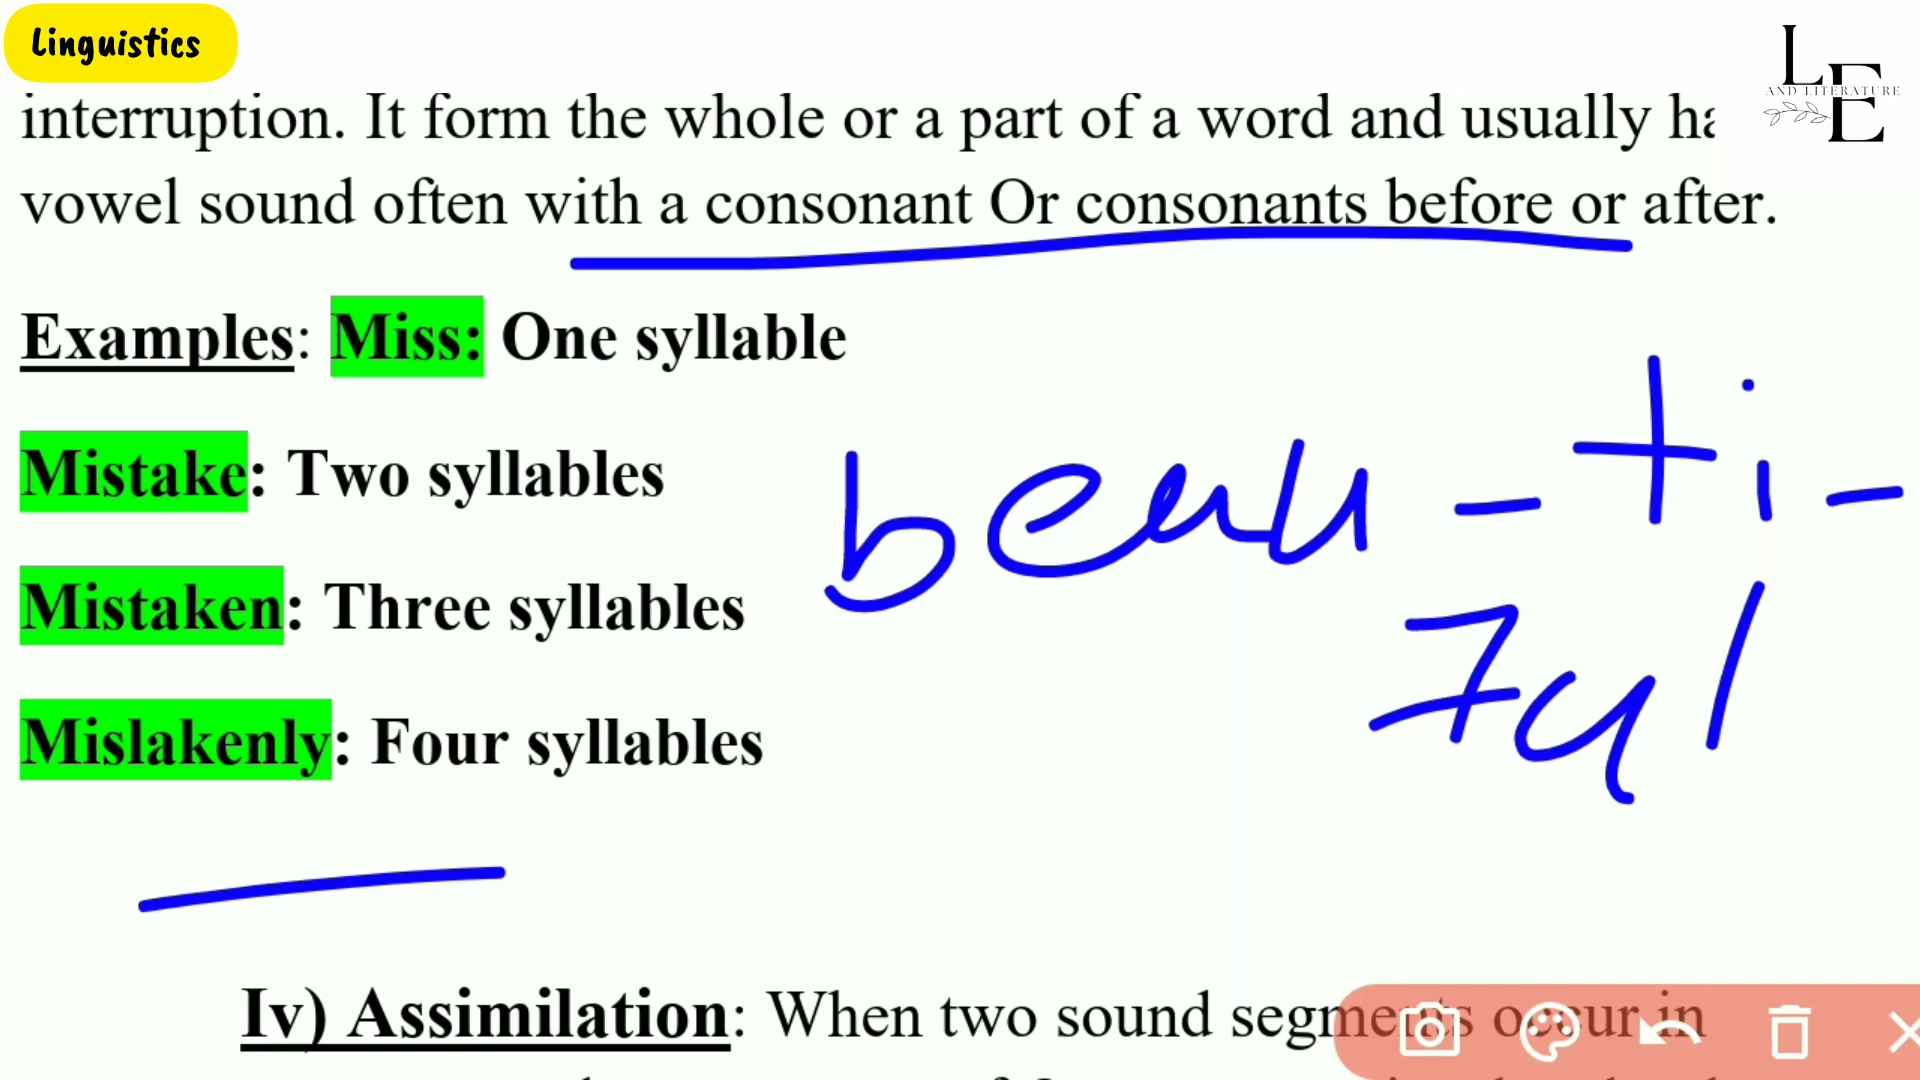 Linguistics
L E
AND LITERATURE
interruption. It form the whole or a part of a word and usually ha
vowel sound often with a consonant Or consonants before or after.
Examples: Miss: One syllable
Mistake: Two syllables
beau - ti -
Mistaken: Three syllables
ful
Mislakenly: Four syllables
Iv) Assimilation: When two sound segments occur in